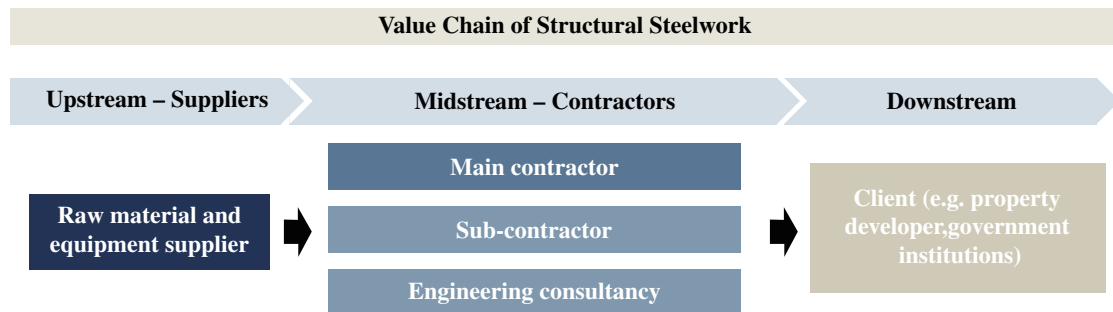 Value Chain of Structural Steelwork
Upstream – Suppliers
Midstream – Contractors
Downstream
Raw material and
equipment supplier
Main contractor
Sub-contractor
Engineering consultancy
Client (e.g. property
developer,government
institutions)